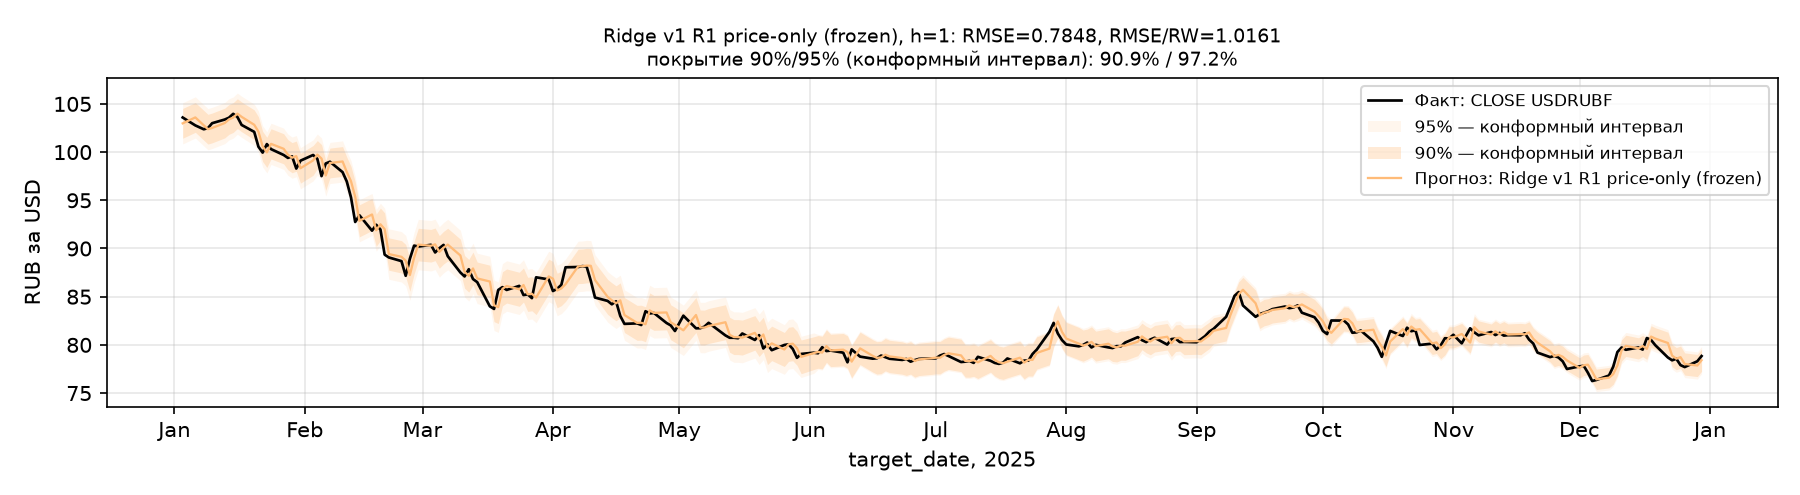 Ridge v1 R1 price-only (frozen), h=1: RMSE=0.7848, RMSE/RW=1.0161
покрытие 90%/95% (конформный интервал): 90.9% / 97.2%
Факт: CLOSE USDRUBF
95% — конформный интервал
90% — конформный интервал
Прогноз: Ridge v1 R1 price-only (frozen)
RUB за USD
105
100
95
90
85
80
75
Jan Feb Mar Apr May Jun Jul Aug Sep Oct Nov Dec Jan
target_date, 2025